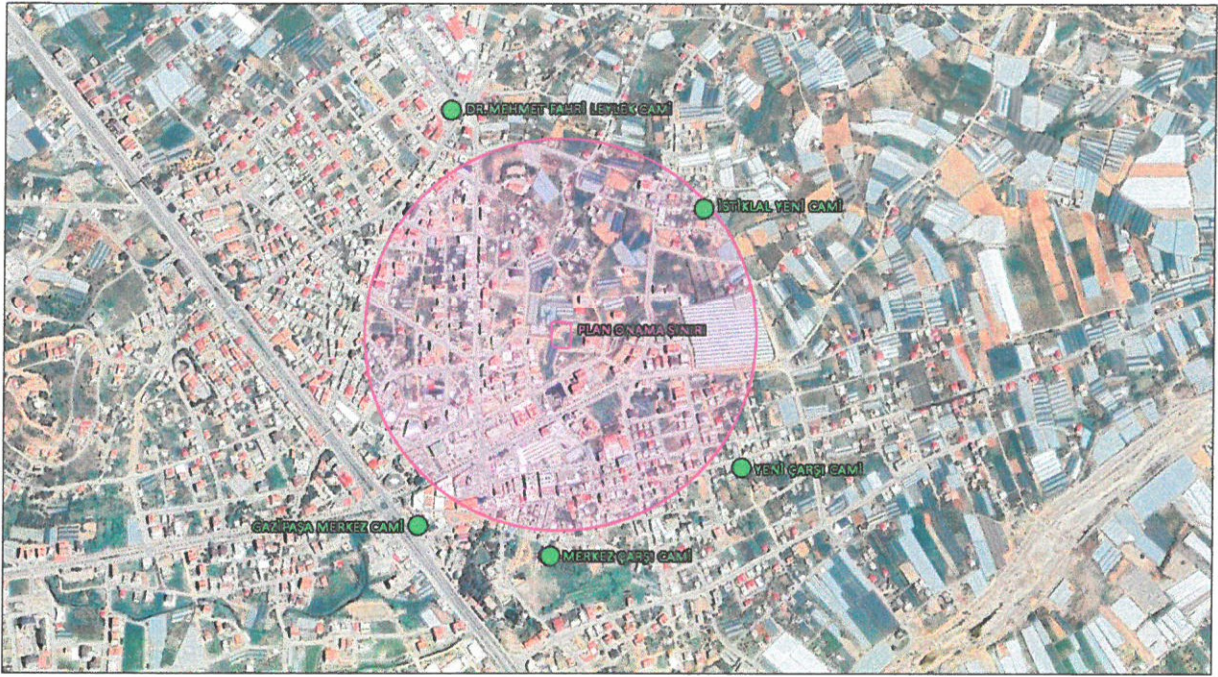 DR. MEHMET FAHRİ LEYLEK CAMİ
İSTİKLAL YENİ CAMİ
PLAN ONAMA SINIRI
YENİ ÇARŞI CAMİ
GAZİPAŞA MERKEZ CAMİ
MERKEZ ÇARŞI CAMİ